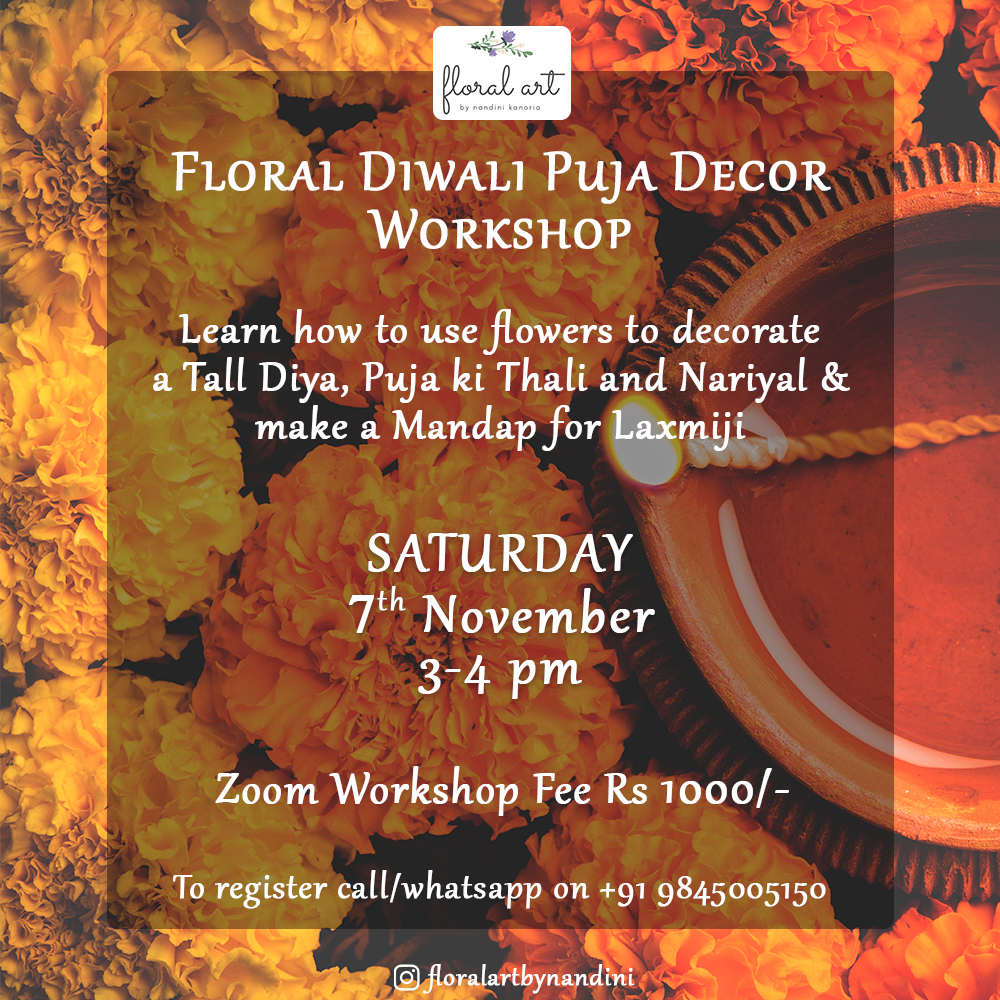 floral art
by nandini kanoria
Floral Diwali Puja Decor
Workshop
Learn how to use flowers to decorate
a Tall Diya, Puja ki Thali and Nariyal &
make a Mandap for Laxmiji
SATURDAY
7th November
3-4 pm
Zoom Workshop Fee Rs 1000/-
To register call/whatsapp on +91 9845005150
floralartbynandini